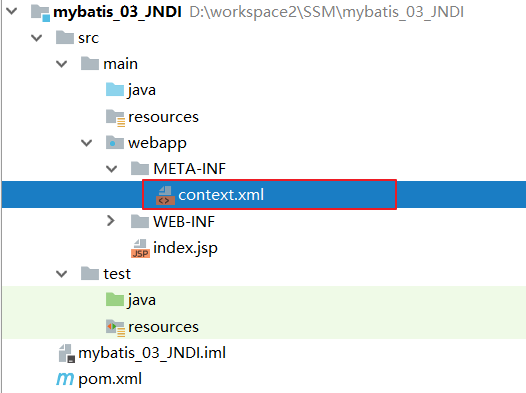 mybatis_03_JNDI D:\workspace2\SSM\mybatis_03_JNDI
src
main
java
resources
webapp
META-INF
context.xml
WEB-INF
JSP index.jsp
test
java
resources
mybatis_03_JNDI.iml
m pom.xml